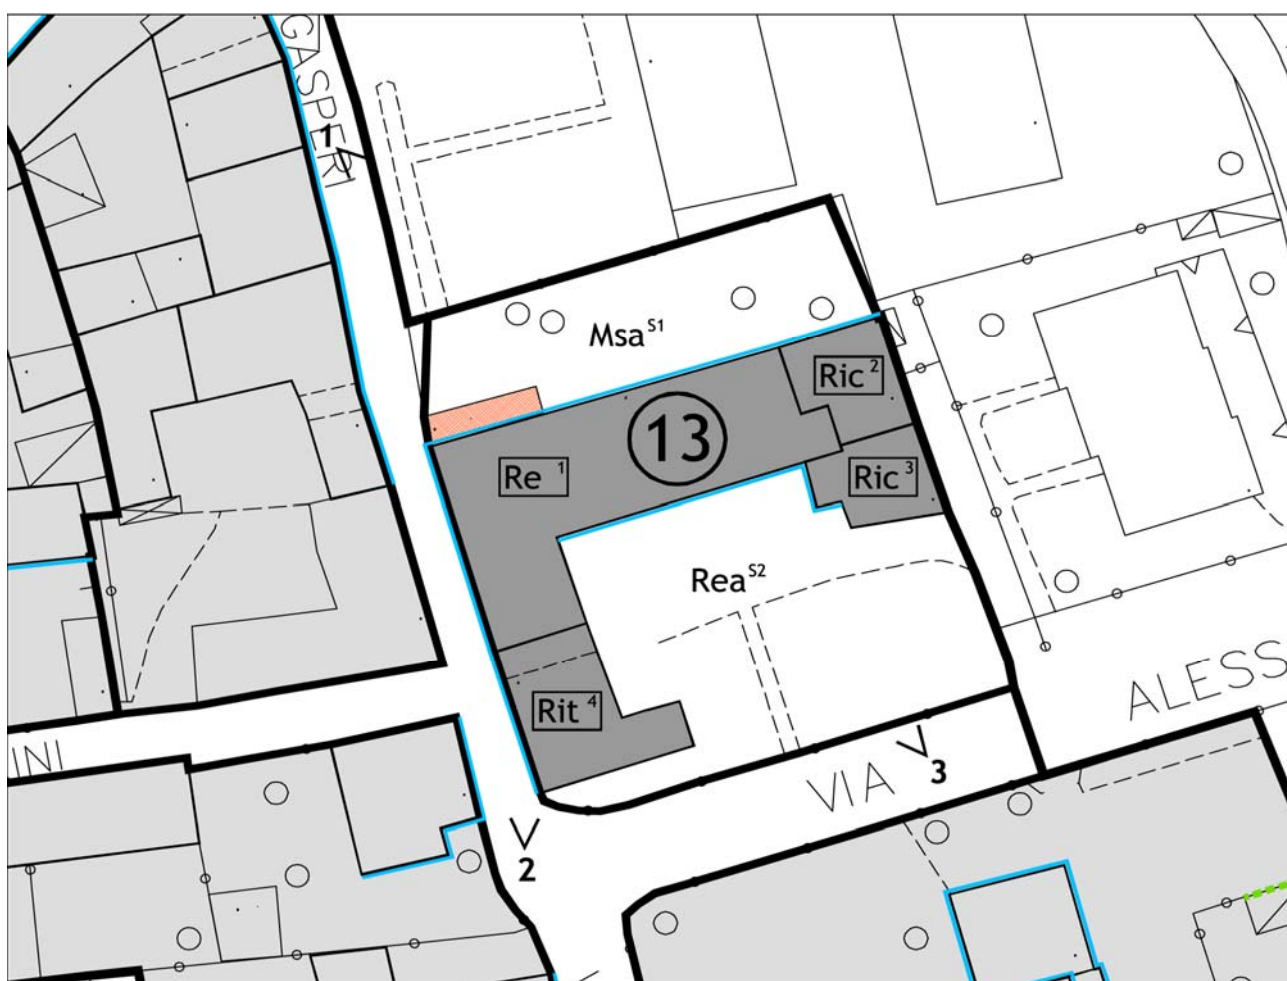 GASPERI
1
Msa S1
Ric 2
13
Re 1
Ric 3
Rea S2
Rit 4
ALESS
INI
VIA
3
2